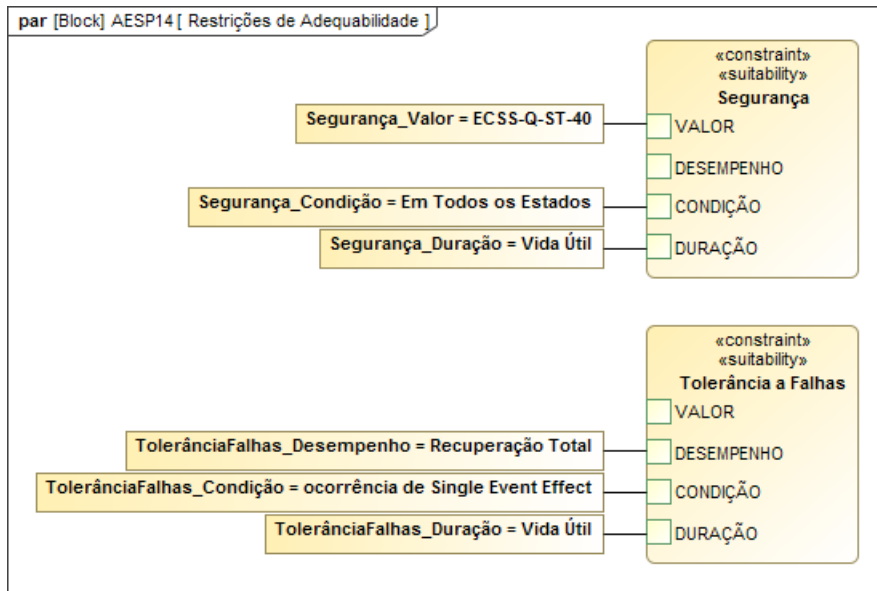 par [Block] AESP14 [ Restrições de Adequabilidade ]
«constraint»
«suitability»
Segurança
Segurança_Valor = ECSS-Q-ST-40
VALOR
DESEMPENHO
Segurança_Condição = Em Todos os Estados
CONDIÇÃO
Segurança_Duração = Vida Útil
DURAÇÃO
«constraint»
«suitability»
Tolerância a Falhas
VALOR
TolerânciaFalhas_Desempenho = Recuperação Total
DESEMPENHO
TolerânciaFalhas_Condição = ocorrência de Single Event Effect
CONDIÇÃO
TolerânciaFalhas_Duração = Vida Útil
DURAÇÃO